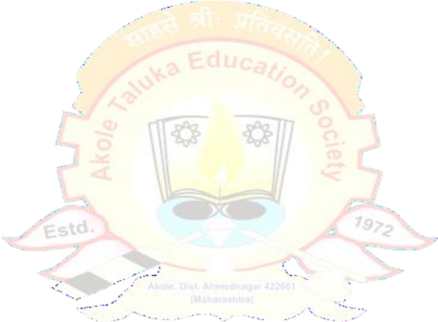 साहसे श्रीः प्रतिवसति!
Akole Taluka Education Society
Estd.
1972
Akole. Dist. Ahmednagar 422601
(Maharashtra)